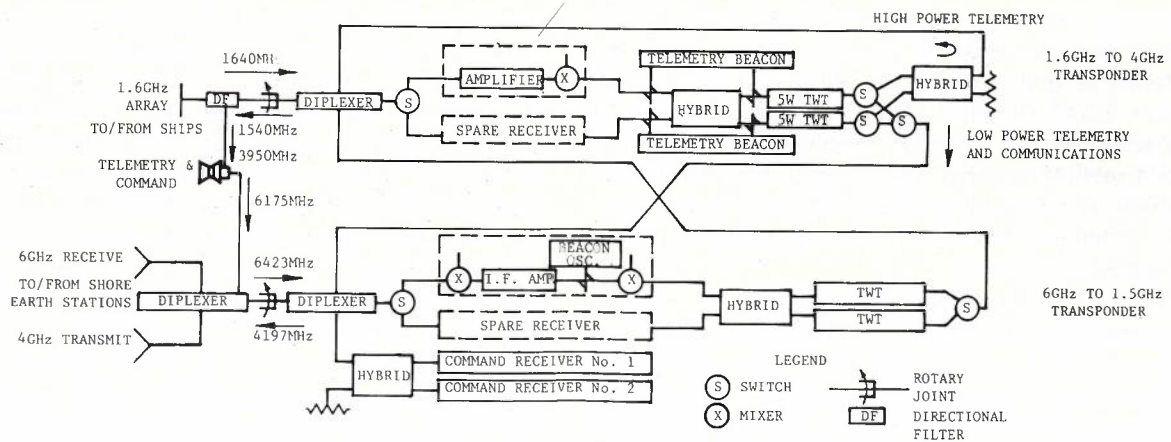 HIGH POWER TELEMETRY
1640MH
TELEMETRY BEACON
1.6GHz TO 4GHz
TRANSPONDER
AMPLIFIER
X
1.6GHz
ARRAY
DF
DIPLEXER
S
HYBRID
5W TWT
S
HYBRID
TO/FROM SHIPS
1540MHz
SPARE RECEIVER
5W TWT
S
S
TELEMETRY BEACON
LOW POWER TELEMETRY
AND COMMUNICATIONS
3950MHz
TELEMETRY &
COMMAND
6175MHz
6GHz RECEIVE
6423MHz
BEACON
OSC.
TO/FROM SHORE
EARTH STATIONS
DIPLEXER
DIPLEXER
S
X
I.F. AMP
X
HYBRID
TWT
TWT
S
6GHz TO 1.5GHz
TRANSPONDER
4GHz TRANSMIT
4197MHz
SPARE RECEIVER
HYBRID
COMMAND RECEIVER No. 1
COMMAND RECEIVER No. 2
LEGEND
S SWITCH
ROTARY
JOINT
X MIXER
DF DIRECTIONAL
FILTER